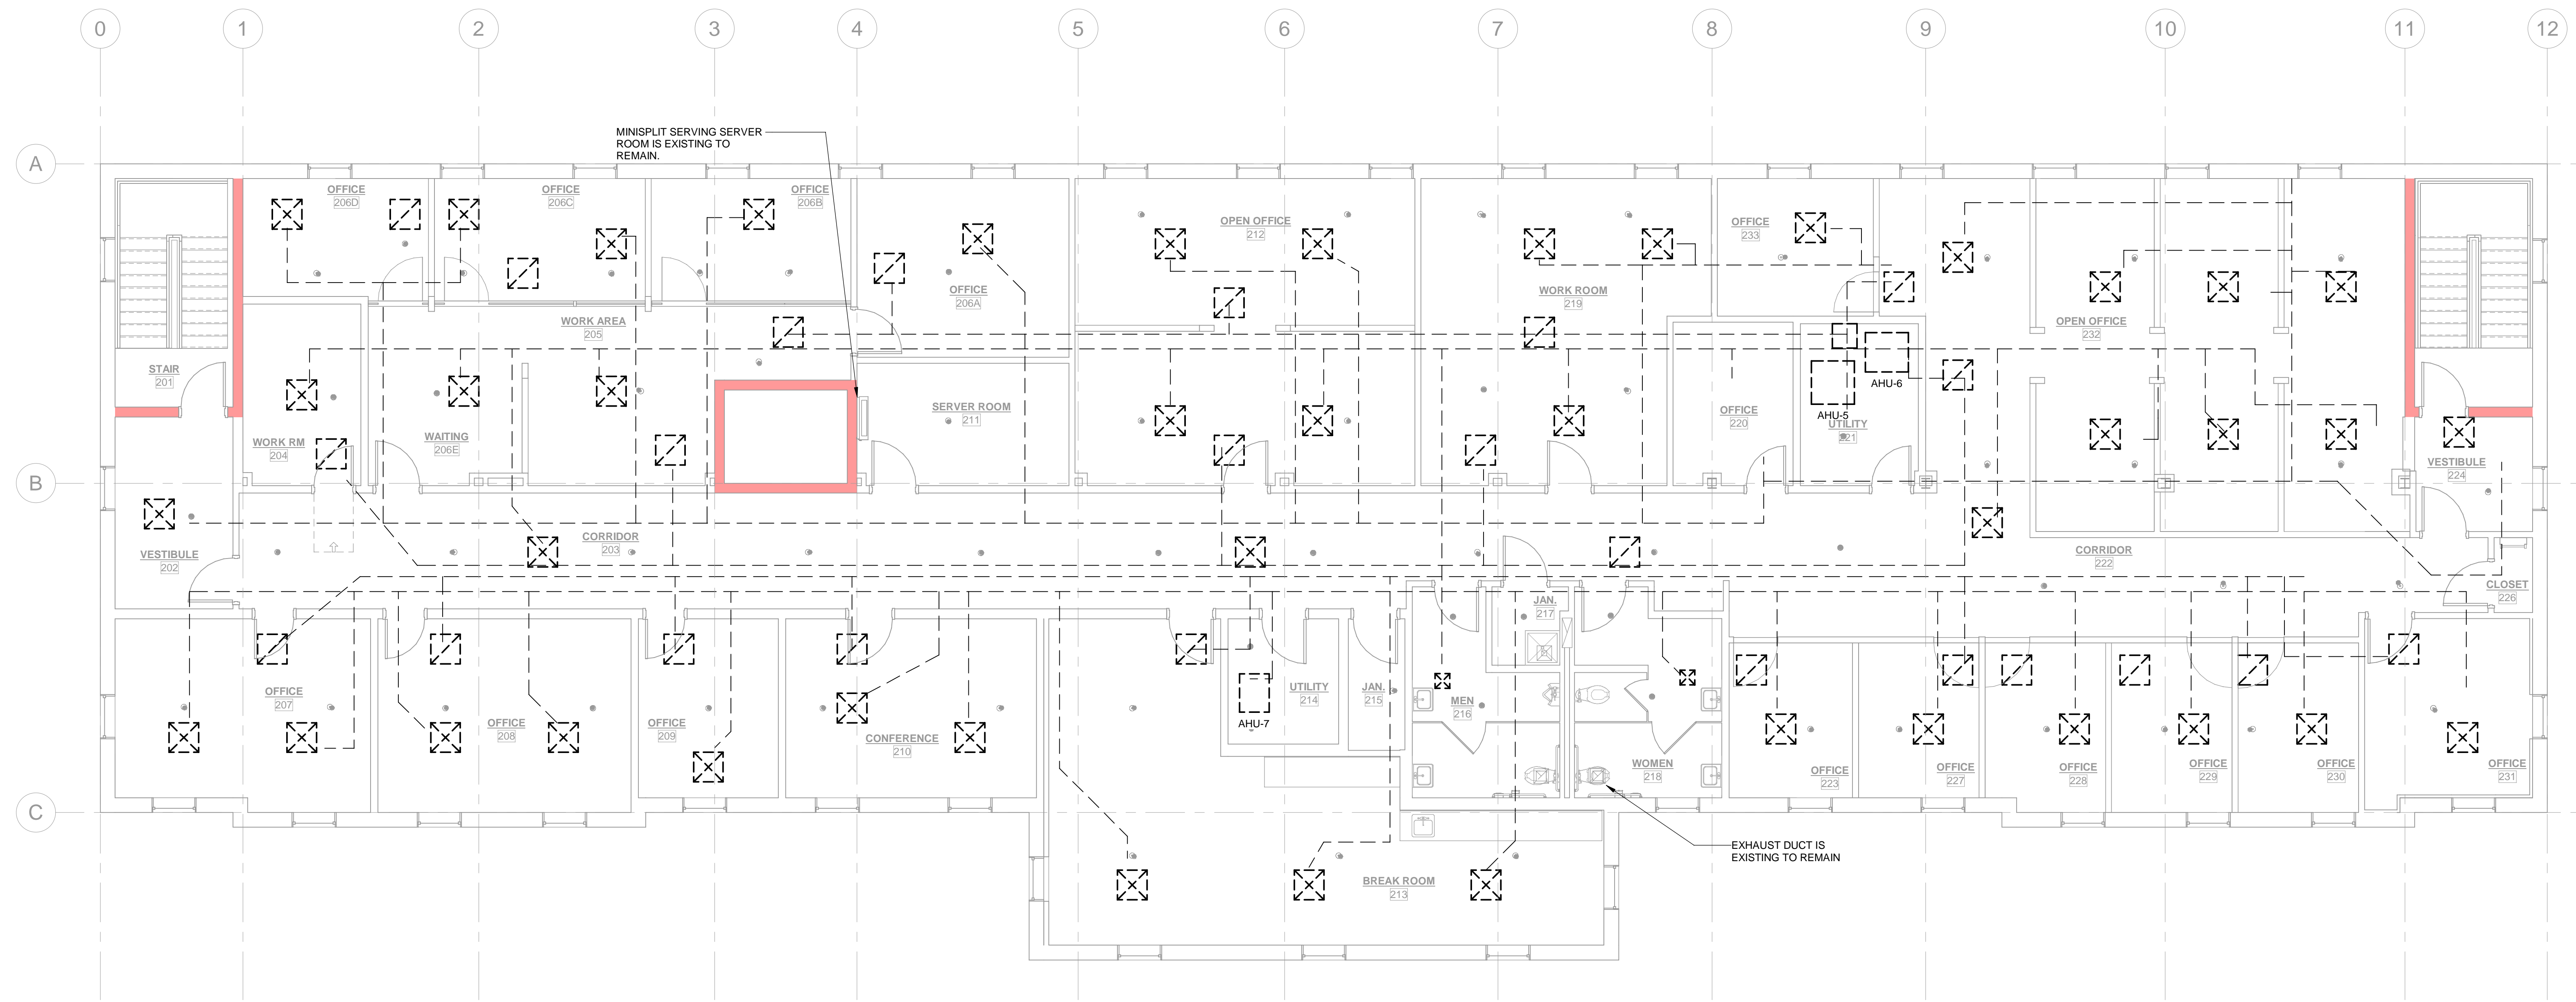 0
1
2
3
4
5
6
7
8
9
10
11
12
A
MINISPLIT SERVING SERVER
ROOM IS EXISTING TO
REMAIN.
OFFICE
206D
OFFICE
206C
OFFICE
206B
OFFICE
206A
OPEN OFFICE
212
WORK ROOM
219
OFFICE
233
OPEN OFFICE
232
WORK AREA
205
STAIR
201
WORK RM
204
WAITING
206E
SERVER ROOM
211
OFFICE
220
AHU-6
AHU-5
UTILITY
221
VESTIBULE
224
B
VESTIBULE
202
CORRIDOR
203
CORRIDOR
222
CLOSET
226
JAN.
217
OFFICE
207
OFFICE
208
OFFICE
209
CONFERENCE
210
UTILITY
214
AHU-7
JAN.
215
MEN
216
WOMEN
218
OFFICE
223
OFFICE
227
OFFICE
228
OFFICE
229
OFFICE
230
OFFICE
231
C
EXHAUST DUCT IS
EXISTING TO REMAIN
BREAK ROOM
213